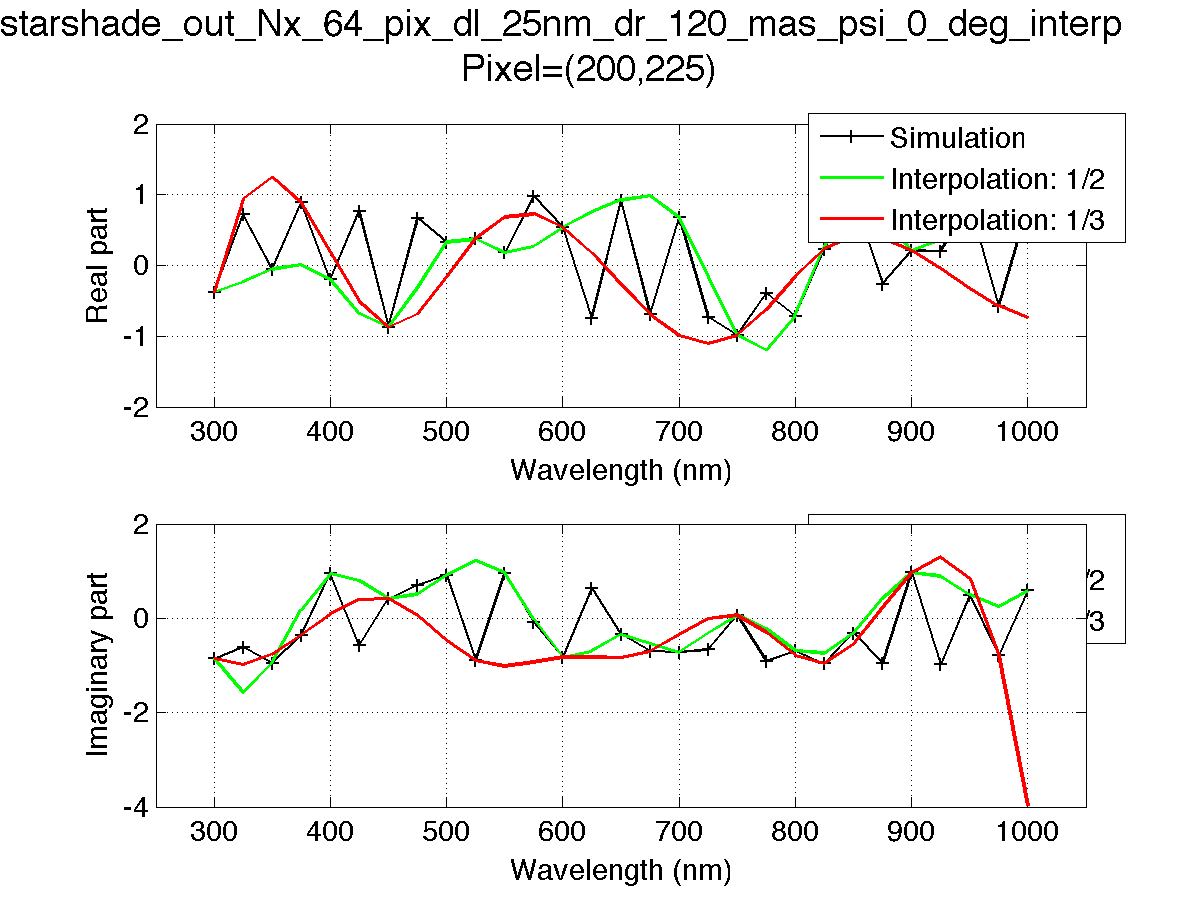 starshade_out_Nx_64_pix_dl_25nm_dr_120_mas_psi_0_deg_interp
Pixel=(200,225)
2
1
0
-1
-2
Real part
Simulation
Interpolation: 1/2
Interpolation: 1/3
300 400 500 600 700 800 900 1000
Wavelength (nm)
2
0
-2
-4
Imaginary part
/2
/3
300 400 500 600 700 800 900 1000
Wavelength (nm)